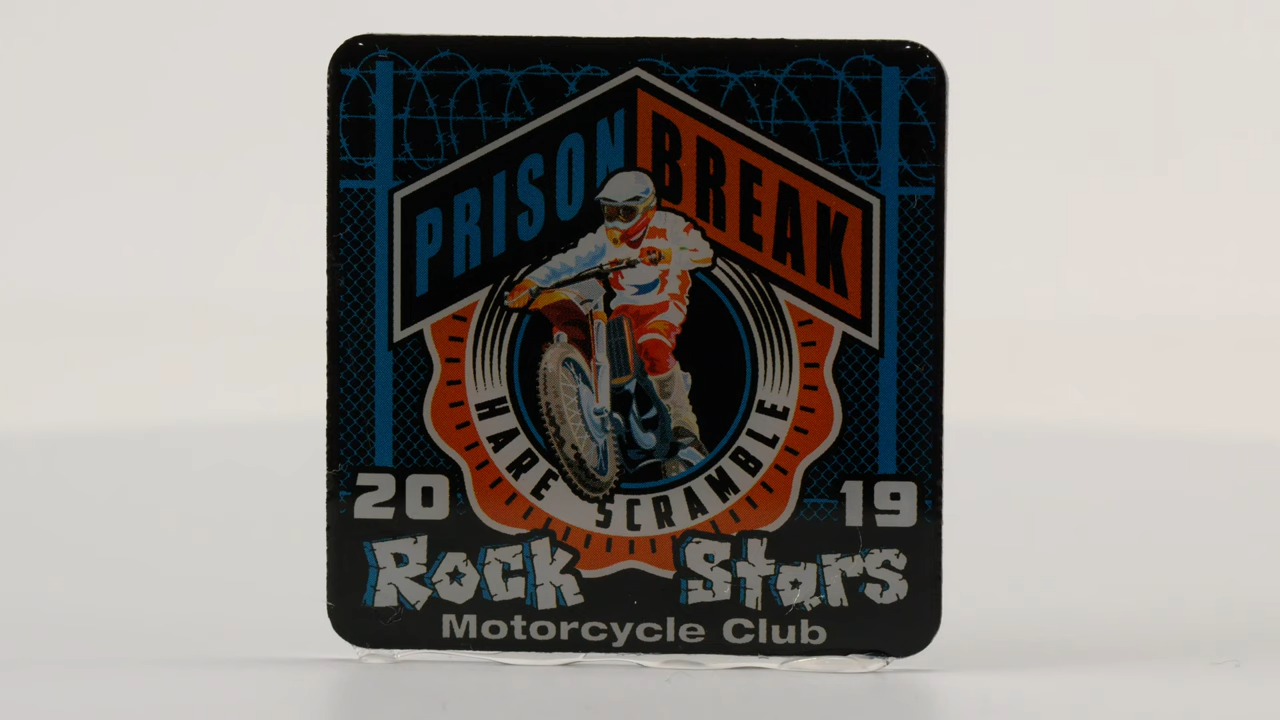 PRISON BREAK
HARE SCRAMBLE
20 19
Rock Stars
Motorcycle Club